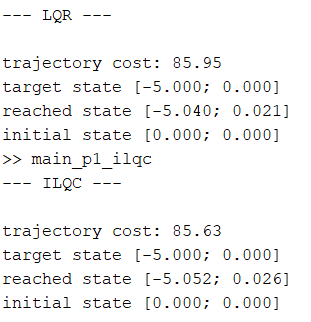 --- LQR ---
trajectory cost: 85.95
target state [-5.000; 0.000]
reached state [-5.040; 0.021]
initial state [0.000; 0.000]
>> main_p1_ilqc
--- ILQC ---
trajectory cost: 85.63
target state [-5.000; 0.000]
reached state [-5.052; 0.026]
initial state [0.000; 0.000]